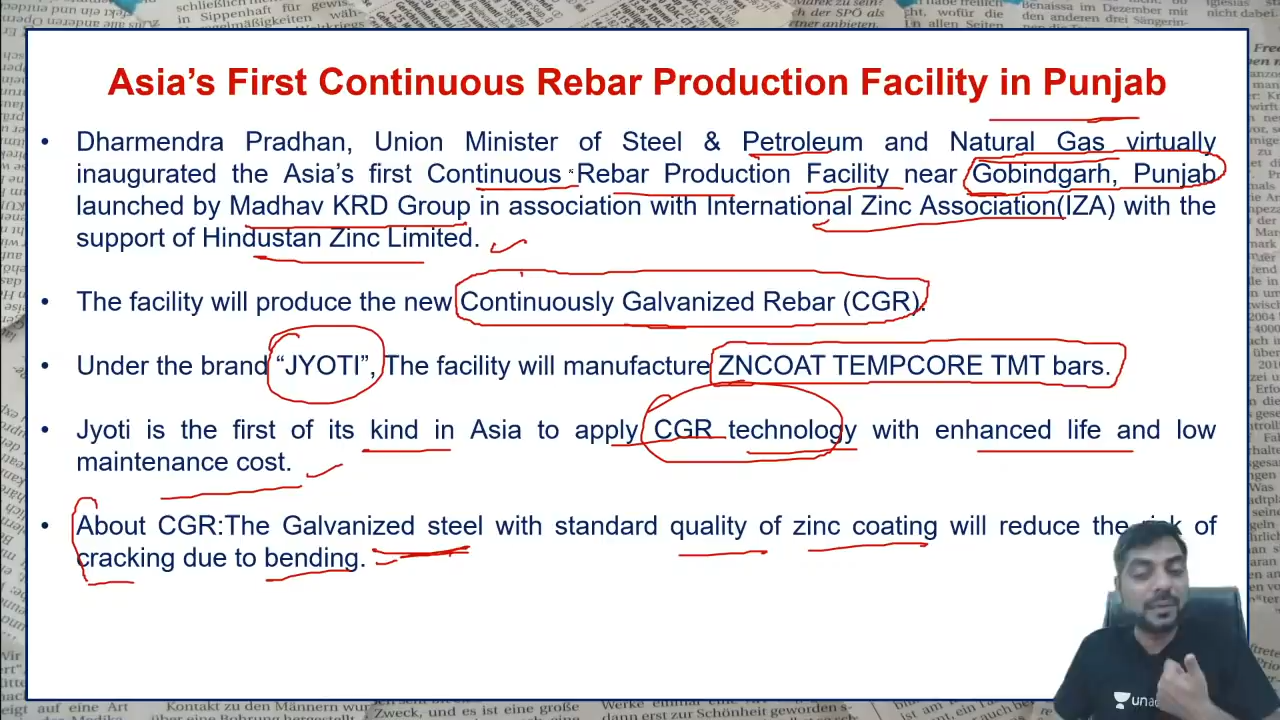 Asia's First Continuous Rebar Production Facility in Punjab
• Dharmendra Pradhan, Union Minister of Steel & Petroleum and Natural Gas virtually
inaugurated the Asia's first Continuous Rebar Production Facility near Gobindgarh, Punjab
launched by Madhav KRD Group in association with International Zinc Association(IZA) with the
support of Hindustan Zinc Limited.
• The facility will produce the new Continuously Galvanized Rebar (CGR).
• Under the brand “JYOTI”, The facility will manufacture ZNCOAT TEMPCORE TMT bars.
• Jyoti is the first of its kind in Asia to apply CGR technology with enhanced life and low
maintenance cost.
• About CGR:The Galvanized steel with standard quality of zinc coating will reduce the risk of
cracking due to bending.